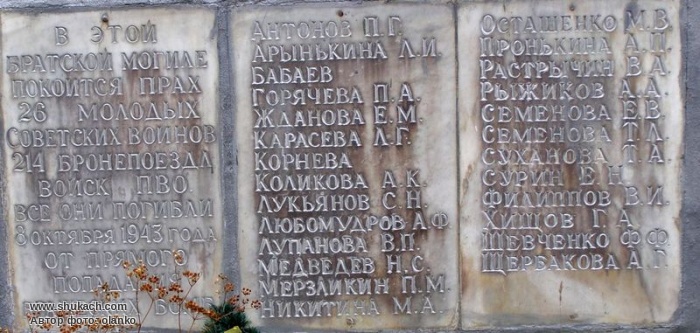 В ЭТОЙ
БРАТСКОЙ МОГИЛЕ
ПОКОИТСЯ ПРАХ
26 МОЛОДЫХ
СОВЕТСКИХ ВОИНОВ
214 БРОНЕПОЕЗДА
ВОЙСК ПВО.
ВСЕ ОНИ ПОГИБЛИ
8 ОКТЯБРЯ 1943 ГОДА
ОТ ПРЯМОГО
АНТОНОВ П.Г.
АРЫНЬКИНА Л.И.
БАБАЕВ
ГОРЯЧЕВА П.А.
ЖДАНОВА Е.М.
КАРАСЕВА Л.Г.
КОРНЕВА
КОЛИКОВА А.К.
ЛУКЬЯНОВ С.Н.
ЛЮБОМУДРОВ А.Ф.
ЛУПАНОВА В.П.
МЕДВЕДЕВ Н.С.
МЕРЗЛИКИН П.М.
НИКИТИНА М.А.
ОСТАШЕНКО М.В.
ПРОНЬКИНА А.П.
РАСТРЫЧИН В.А.
РЫЖИКОВ А.А.
СЕМЕНОВА Е.В.
СЕМЕНОВА Т.Л.
СУХАНОВА Т.А.
СУРИН Е.Н.
ФИЛИППОВ В.И.
ХИЩОВ Г.А.
ШЕВЧЕНКО Ф.Ф.
ЩЕРБАКОВА А.Г.
www.shukach.com
Автор фото: olanko